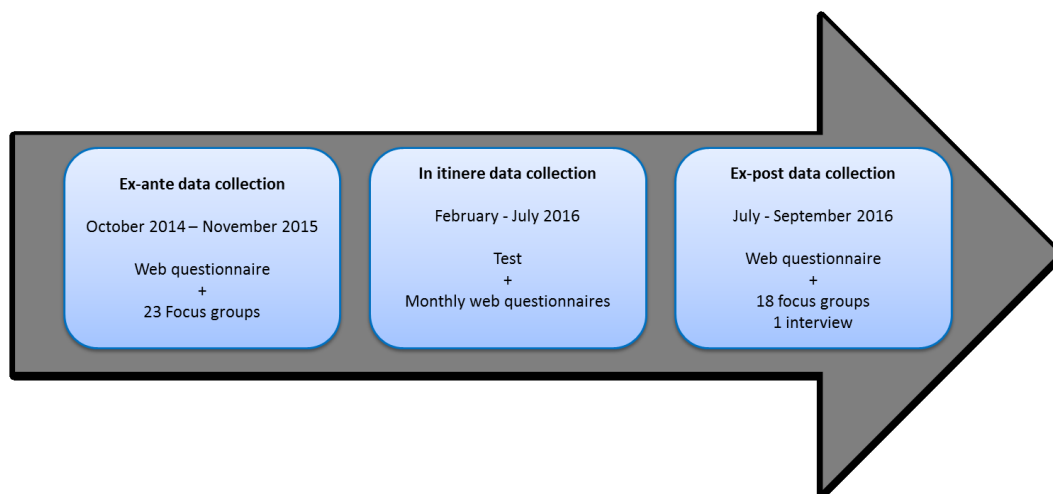 Ex-ante data collection
October 2014 – November 2015
Web questionnaire
+
23 Focus groups
In itinere data collection
February - July 2016
Test
+
Monthly web questionnaires
Ex-post data collection
July - September 2016
Web questionnaire
+
18 focus groups
1 interview